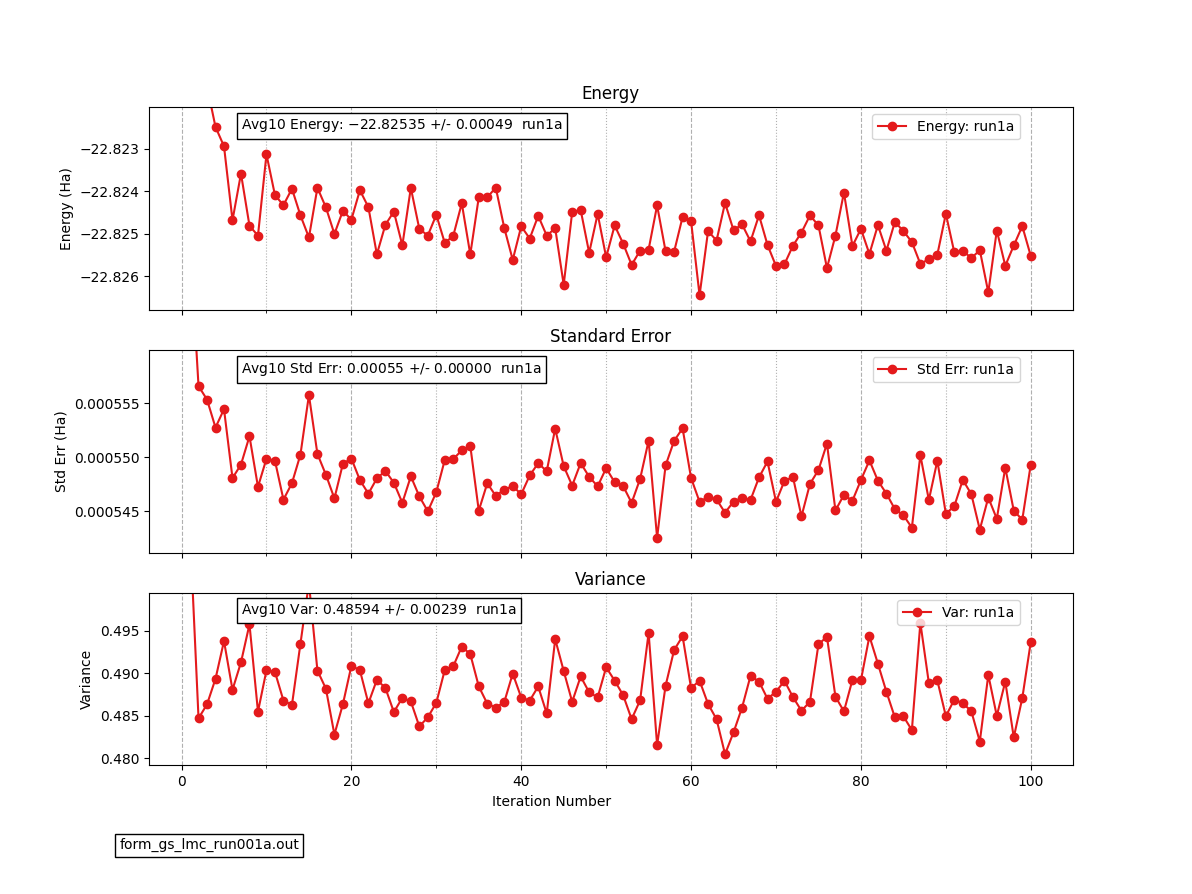 Energy
Avg10 Energy: −22.82535 +/- 0.00049 run1a
Energy: run1a
Energy (Ha)
−22.823
−22.824
−22.825
−22.826
Standard Error
Avg10 Std Err: 0.00055 +/- 0.00000 run1a
Std Err: run1a
Std Err (Ha)
0.000555
0.000550
0.000545
Variance
Avg10 Var: 0.48594 +/- 0.00239 run1a
Var: run1a
Variance
0.495
0.490
0.485
0.480
0 20 40 60 80 100
Iteration Number
form_gs_lmc_run001a.out